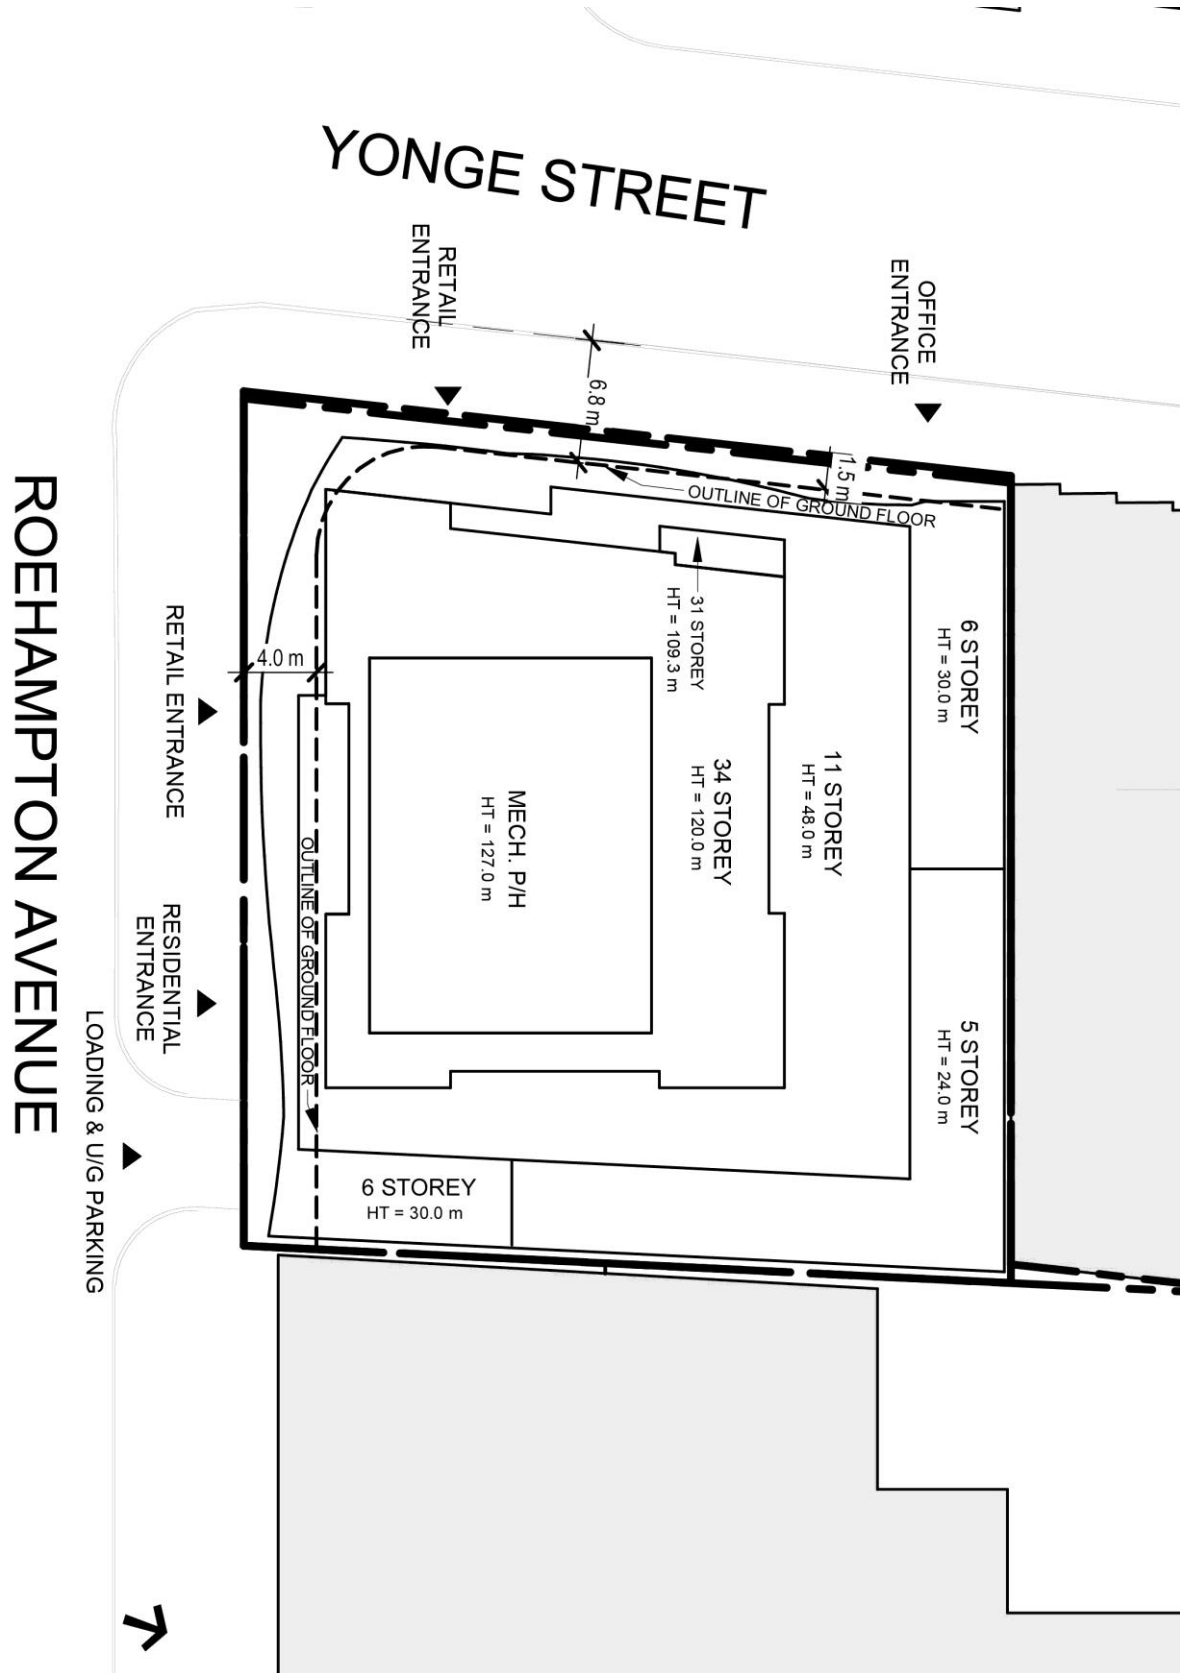 YONGE STREET
RETAIL
ENTRANCE
OFFICE
ENTRANCE
6.8 m
1.5 m
OUTLINE OF GROUND FLOOR
31 STOREY
HT = 109.3 m
6 STOREY
HT = 30.0 m
4.0 m
RETAIL ENTRANCE
ROEHAMPTON AVENUE
MECH. P/H
HT = 127.0 m
34 STOREY
HT = 120.0 m
11 STOREY
HT = 48.0 m
OUTLINE OF GROUND FLOOR
RESIDENTIAL
ENTRANCE
5 STOREY
HT = 24.0 m
LOADING & U/G PARKING
6 STOREY
HT = 30.0 m